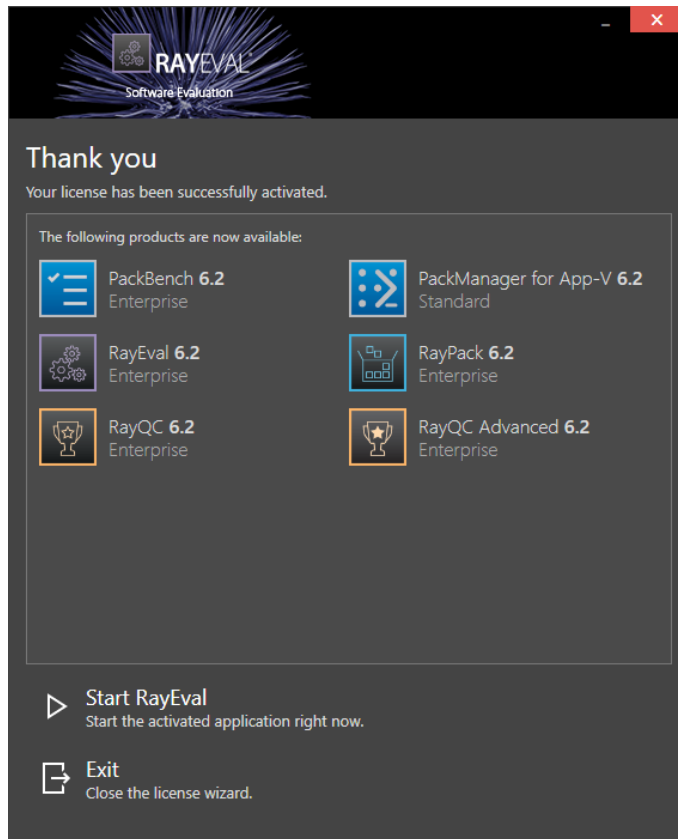 RAYEVAL
Software Evaluation
Thank you
Your license has been successfully activated.
The following products are now available:
PackBench 6.2
Enterprise
PackManager for App-V 6.2
Standard
RayEval 6.2
Enterprise
RayPack 6.2
Enterprise
RayQC 6.2
Enterprise
RayQC Advanced 6.2
Enterprise
Start RayEval
Start the activated application right now.
Exit
Close the license wizard.